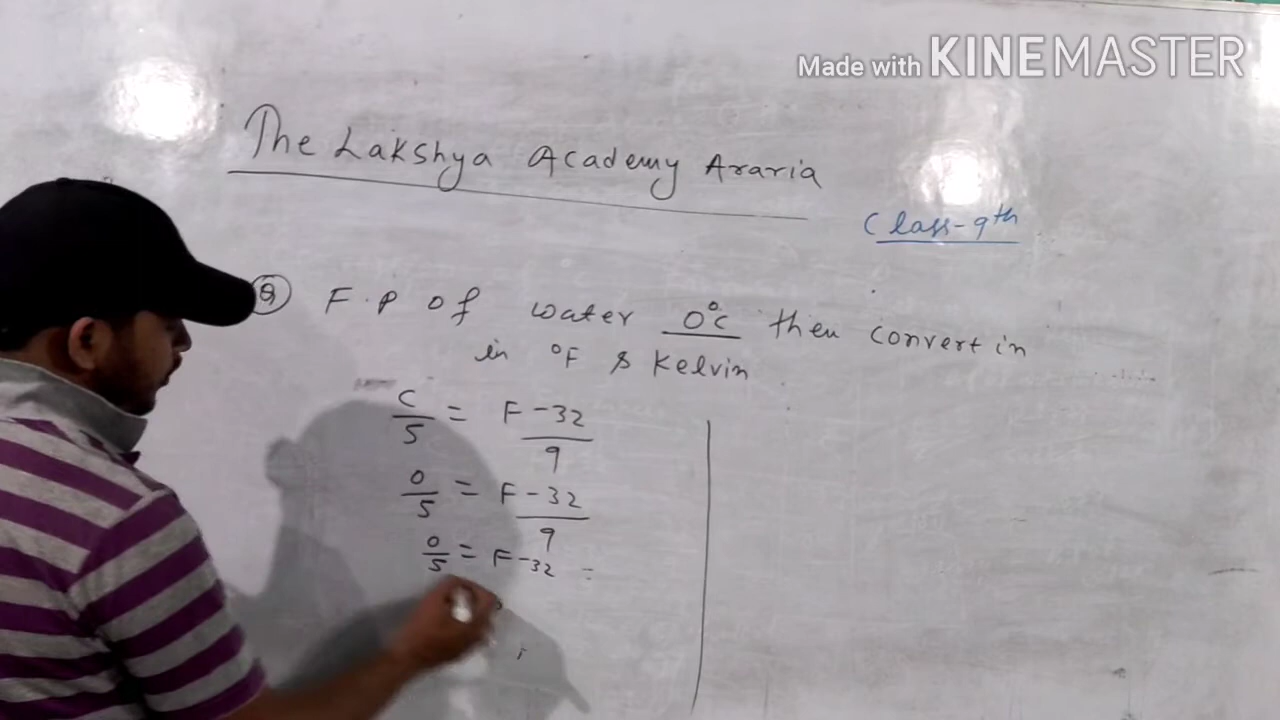 Made with KINEMASTER
The Lakshya Academy Araria
Class-9th
Q F.P of water 0°C then convert in
in °F & Kelvin
C/5 = F-32/9
0/5 = F-32/9
0/5 = F-32 =